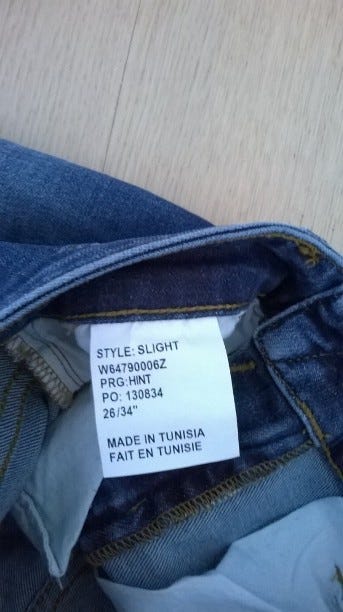 STYLE: SLIGHT
W64790006Z
PRG:HINT
PO: 130834
26/34"
MADE IN TUNISIA
FAIT EN TUNISIE